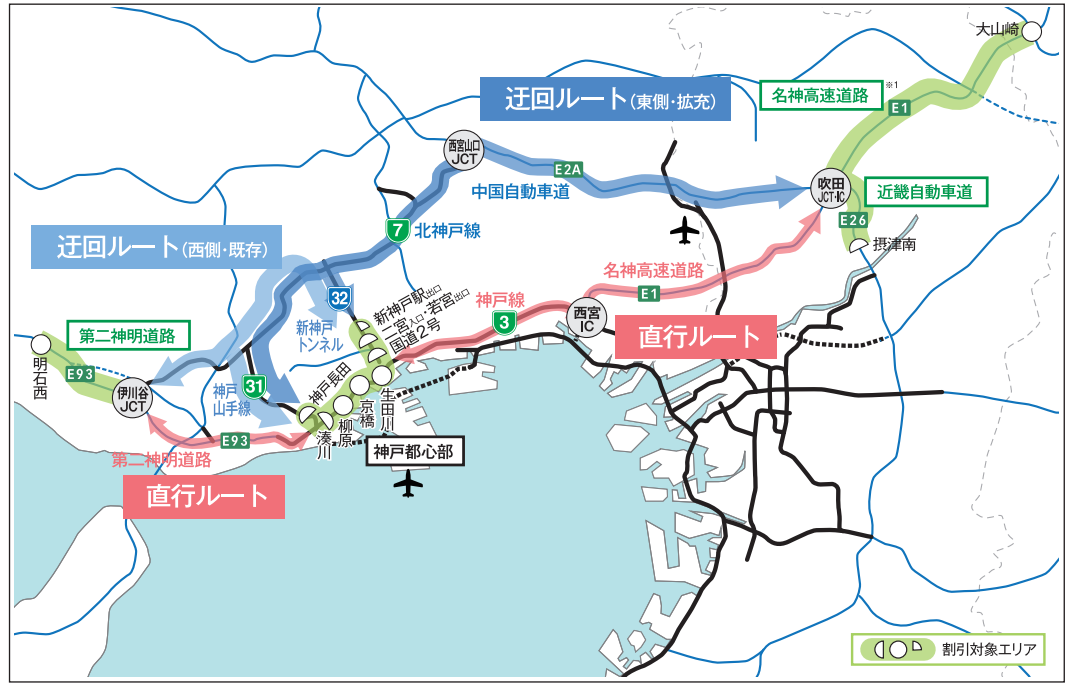 大山崎
迂回ルート(東側・拡充)
名神高速道路
※1
E1
西宮山口
JCT
E2A
中国自動車道
吹田
JCT・IC
近畿自動車道
E26
摂津南
7
北神戸線
迂回ルート(西側・既存)
32
新神戸
トンネル
新神戸駅出口
二宮入口・若宮出口
国道2号
神戸線
3
名神高速道路
E1
西宮
IC
直行ルート
第二神明道路
明石西
E93
伊川谷
JCT
神戸
山手線
31
神戸長田
湊川
柳原
京橋
生田川
E93
第二神明道路
直行ルート
神戸都心部
割引対象エリア